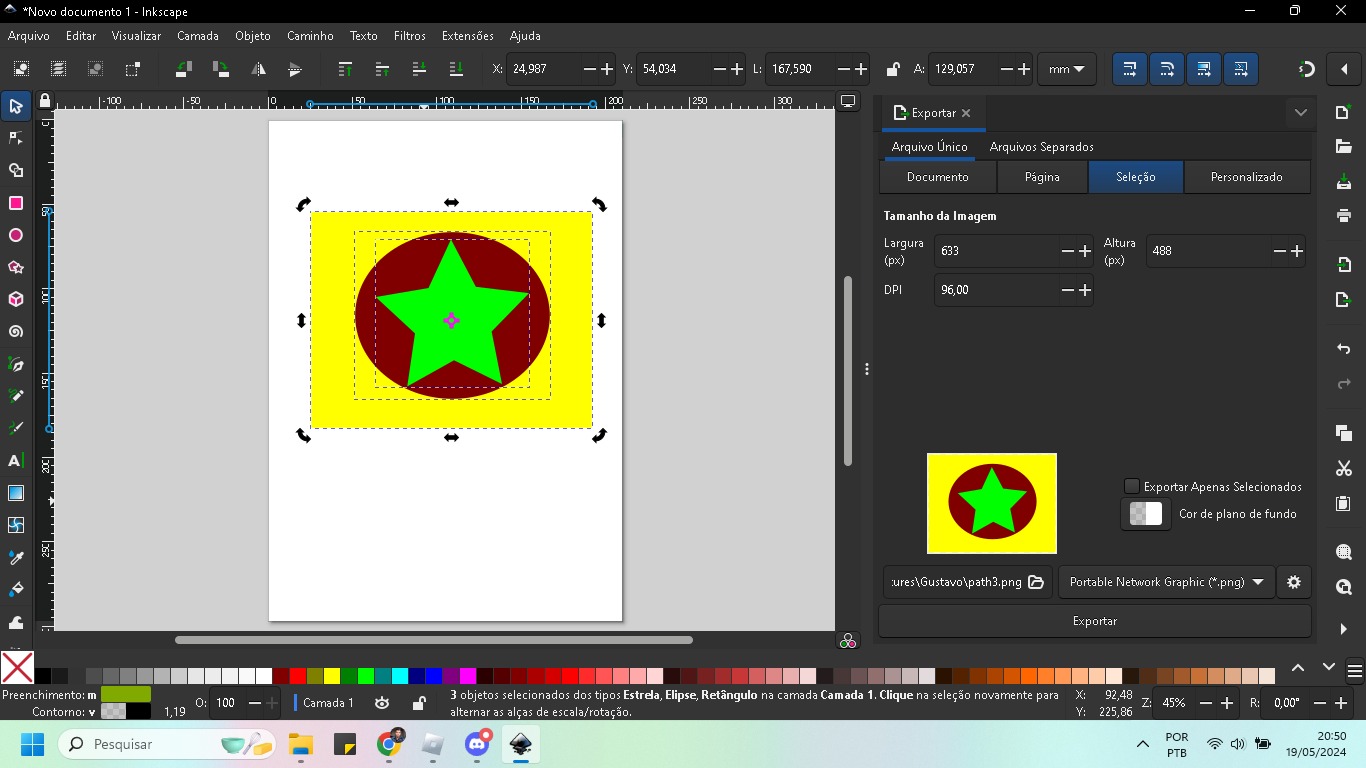 *Novo documento 1 - Inkscape
Arquivo Editar Visualizar Camada Objeto Caminho Texto Filtros Extensões Ajuda
X: 24,987 Y: 54,034 L: 167,590 A: 129,057 mm
-100 -50 0 50 100 150 200 250 300
Exportar
Arquivo Único Arquivos Separados
Documento Página Seleção Personalizado
Tamanho da Imagem
Largura (px) 633 Altura (px) 488
DPI 96,00
Exportar Apenas Selecionados
Cor de plano de fundo
:ures\Gustavo\path3.png Portable Network Graphic (*.png)
Exportar
0
50
100
150
200
250
Preenchimento: m
Contorno: v 1,19
O: 100
Camada 1
3 objetos selecionados dos tipos Estrela, Elipse, Retângulo na camada Camada 1. Clique na seleção novamente para
alternar as alças de escala/rotação.
X: 92,48
Y: 225,86
Z: 45%
R: 0,00°
Pesquisar
POR
PTB
20:50
19/05/2024